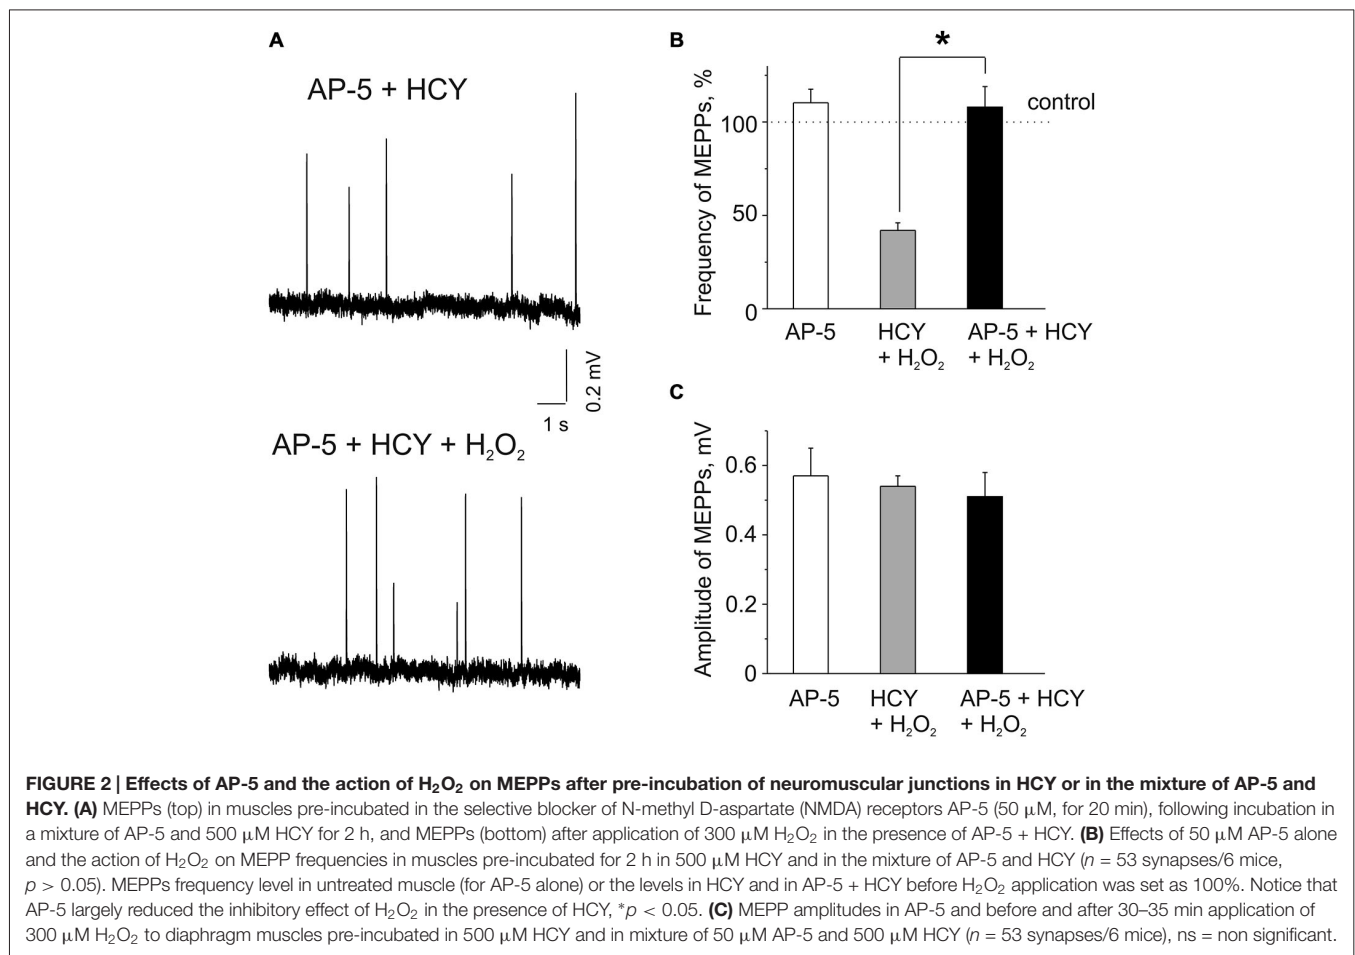 A
AP-5 + HCY
0.2 mV
1 s
AP-5 + HCY + H₂O₂
B
*
Frequency of MEPPs, %
control
100
50
0
AP-5
HCY
+ H₂O₂
AP-5 + HCY
+ H₂O₂
C
Amplitude of MEPPs, mV
0.6
0.4
0.2
0
AP-5
HCY
+ H₂O₂
AP-5 + HCY
+ H₂O₂
FIGURE 2 | Effects of AP-5 and the action of H₂O₂ on MEPPs after pre-incubation of neuromuscular junctions in HCY or in the mixture of AP-5 and
HCY. (A) MEPPs (top) in muscles pre-incubated in the selective blocker of N-methyl D-aspartate (NMDA) receptors AP-5 (50 μM, for 20 min), following incubation in
a mixture of AP-5 and 500 μM HCY for 2 h, and MEPPs (bottom) after application of 300 μM H₂O₂ in the presence of AP-5 + HCY. (B) Effects of 50 μM AP-5 alone
and the action of H₂O₂ on MEPP frequencies in muscles pre-incubated for 2 h in 500 μM HCY and in the mixture of AP-5 and HCY (n = 53 synapses/6 mice,
p > 0.05). MEPPs frequency level in untreated muscle (for AP-5 alone) or the levels in HCY and in AP-5 + HCY before H₂O₂ application was set as 100%. Notice that
AP-5 largely reduced the inhibitory effect of H₂O₂ in the presence of HCY, *p < 0.05. (C) MEPP amplitudes in AP-5 and before and after 30–35 min application of
300 μM H₂O₂ to diaphragm muscles pre-incubated in 500 μM HCY and in mixture of 50 μM AP-5 and 500 μM HCY (n = 53 synapses/6 mice), ns = non significant.